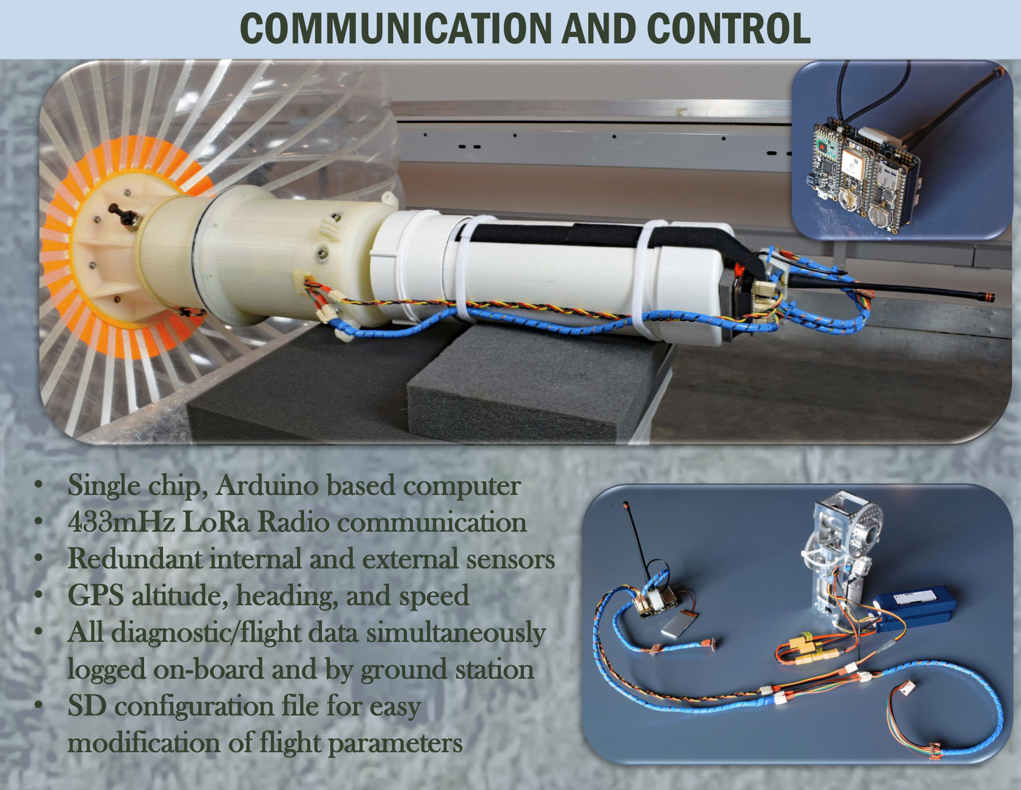 COMMUNICATION AND CONTROL
• Single chip, Arduino based computer
• 433mHz LoRa Radio communication
• Redundant internal and external sensors
• GPS altitude, heading, and speed
• All diagnostic/flight data simultaneously
logged on-board and by ground station
• SD configuration file for easy
modification of flight parameters